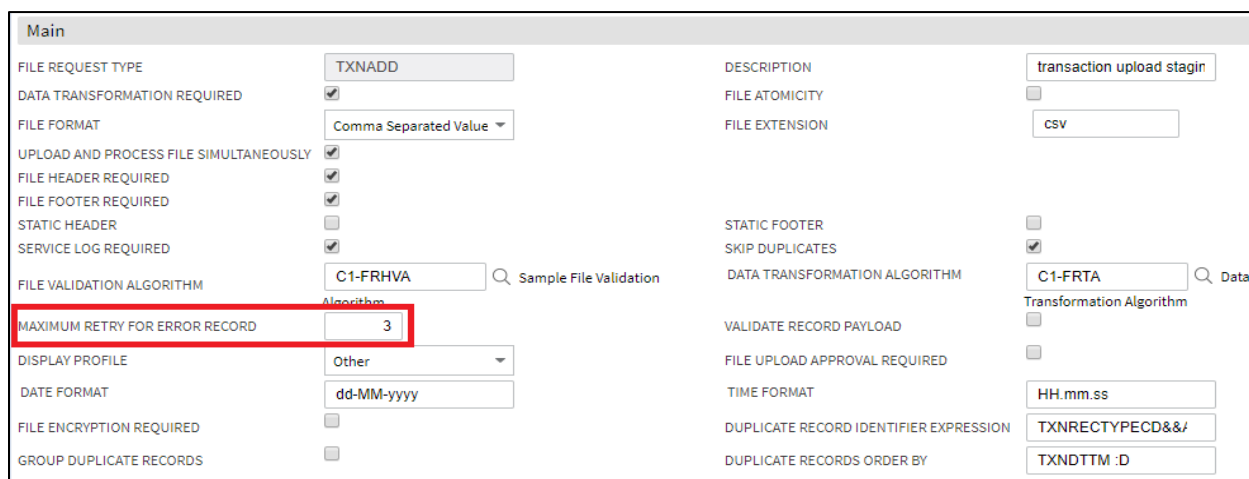 Main
FILE REQUEST TYPE TXNADD DESCRIPTION transaction upload stagin
DATA TRANSFORMATION REQUIRED FILE ATOMICITY
FILE FORMAT Comma Separated Value FILE EXTENSION csv
UPLOAD AND PROCESS FILE SIMULTANEOUSLY
FILE HEADER REQUIRED
FILE FOOTER REQUIRED
STATIC HEADER STATIC FOOTER
SERVICE LOG REQUIRED SKIP DUPLICATES
FILE VALIDATION ALGORITHM C1-FRHVA Sample File Validation DATA TRANSFORMATION ALGORITHM C1-FRTA Data
Algorithm Transformation Algorithm
MAXIMUM RETRY FOR ERROR RECORD 3 VALIDATE RECORD PAYLOAD
DISPLAY PROFILE Other FILE UPLOAD APPROVAL REQUIRED
DATE FORMAT dd-MM-yyyy TIME FORMAT HH.mm.ss
FILE ENCRYPTION REQUIRED DUPLICATE RECORD IDENTIFIER EXPRESSION TXNRECTYPECD&&
GROUP DUPLICATE RECORDS DUPLICATE RECORDS ORDER BY TXNDTTM :D